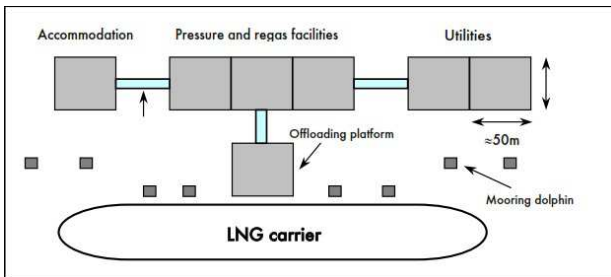 Accommodation
Pressure and regas facilities
Utilities
Offloading platform
≈50m
Mooring dolphin
LNG carrier